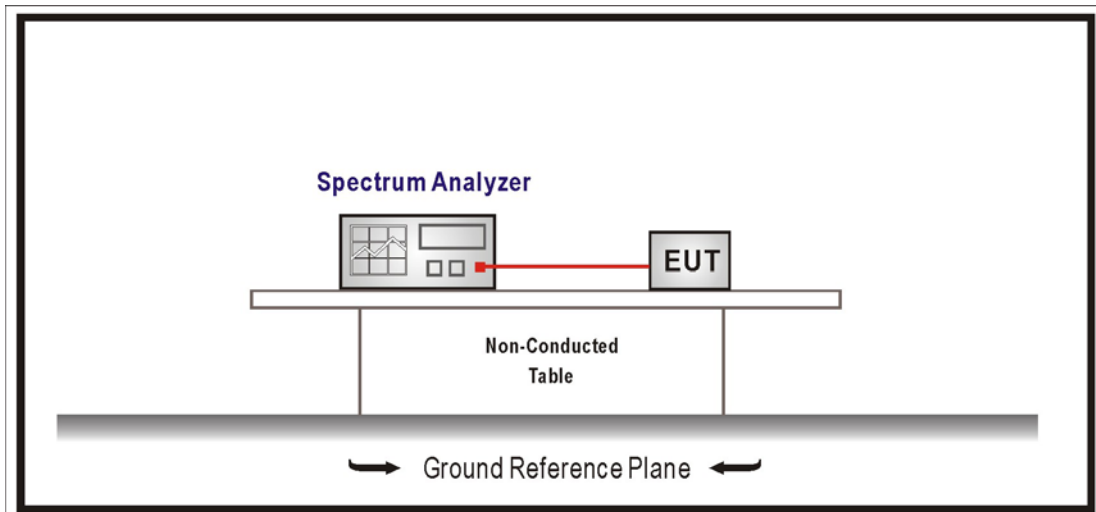 Spectrum Analyzer
EUT
Non-Conducted
Table
Ground Reference Plane